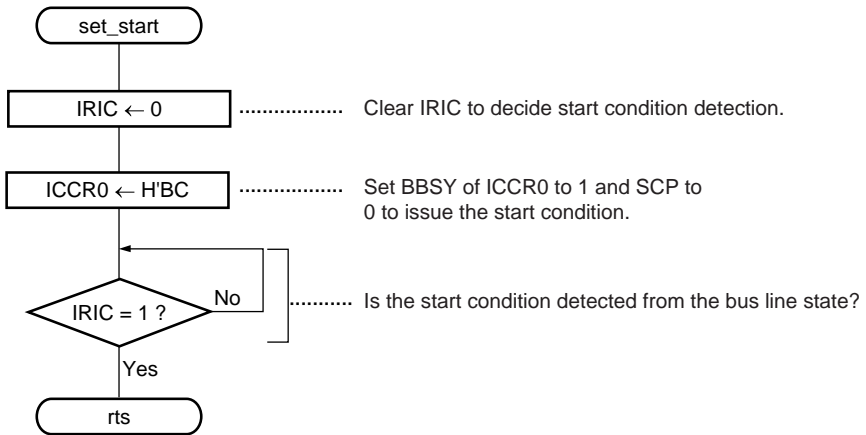 set_start
IRIC ← 0 .................. Clear IRIC to decide start condition detection.
ICCR0 ← H'BC .................. Set BBSY of ICCR0 to 1 and SCP to
0 to issue the start condition.
No
IRIC = 1 ? ........... Is the start condition detected from the bus line state?
Yes
rts